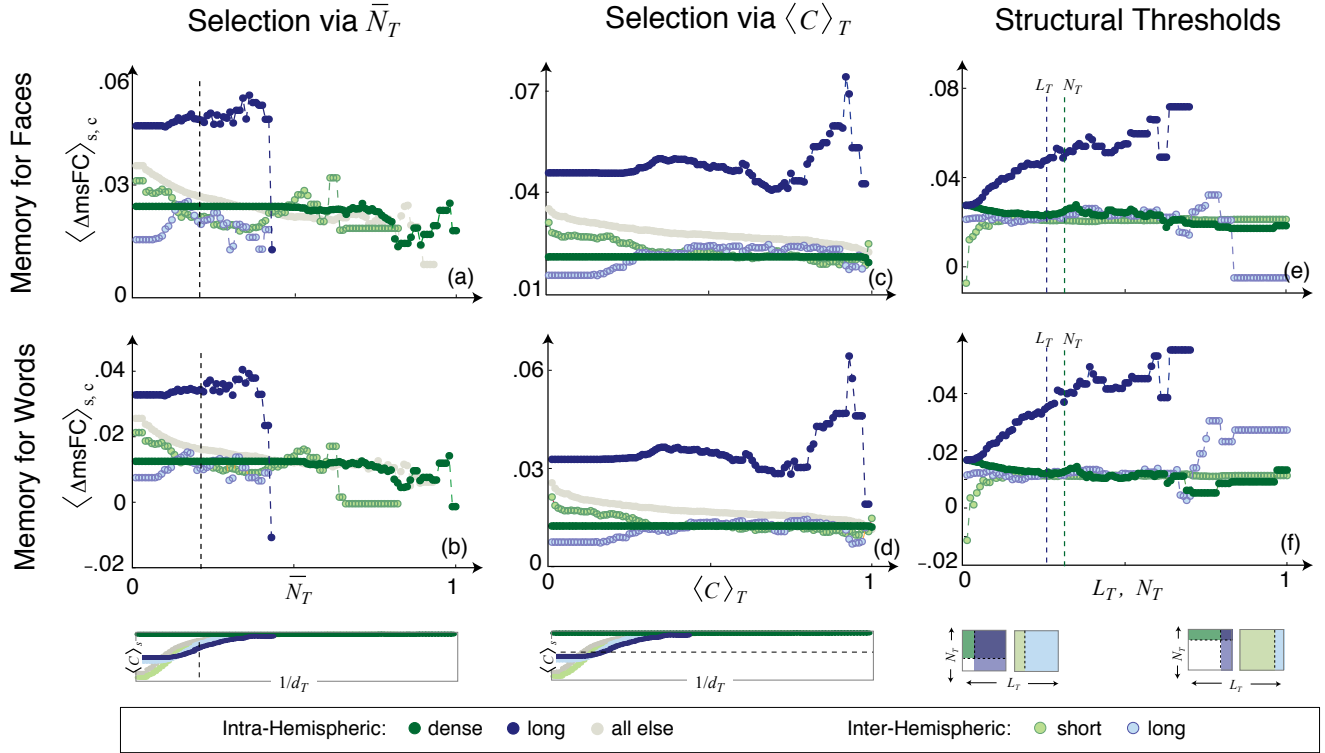 Selection via N̅_T
Selection via ⟨C⟩_T
Structural Thresholds
Memory for Faces
⟨ΔmsFC⟩_{s, c}
.06
.03
0
(a)
.07
.04
.01
(c)
.08
.04
0
L_T
N_T
(e)
Memory for Words
⟨ΔmsFC⟩_{s, c}
.04
.02
0
-.02
(b)
0
N̅_T
1
.06
.03
0
(d)
0
⟨C⟩_T
1
.04
.02
0
-.02
L_T
N_T
(f)
0
L_T, N_T
1
⟨C⟩_s
1/d_T
⟨C⟩_s
1/d_T
N_T
L_T
N_T
L_T
Intra-Hemispheric: dense long all else Inter-Hemispheric: short long